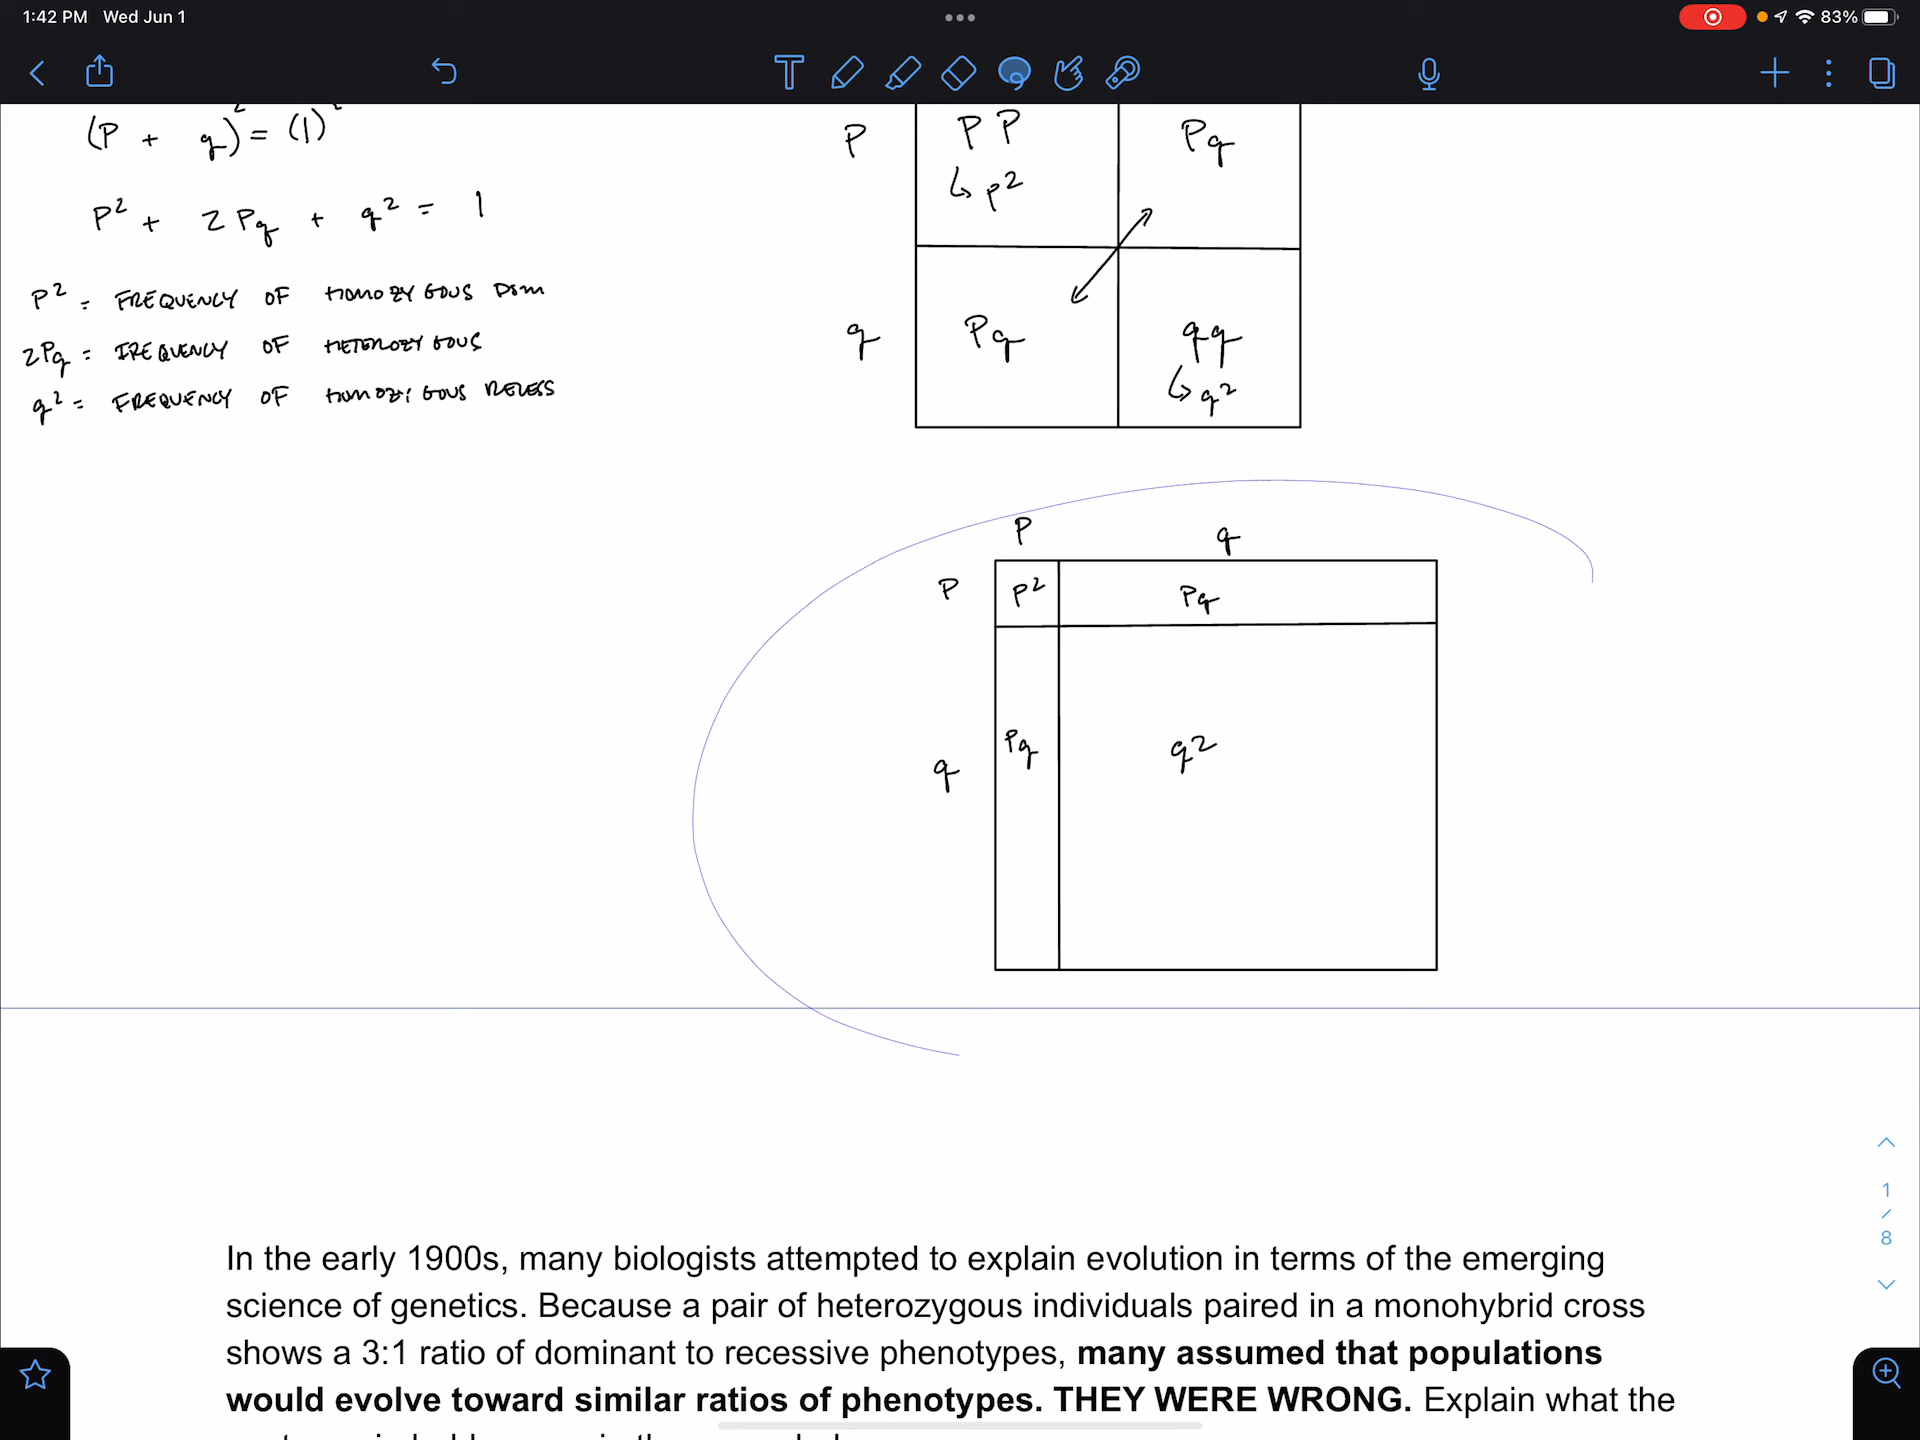 1:42 PM Wed Jun 1
83%
(P + q)² = (1)²
P² + 2Pq + q² = 1
P² = FREQUENCY OF HOMOZYGOUS DOM
2Pq = FREQUENCY OF HETEROZYGOUS
q² = FREQUENCY OF HOMOZYGOUS RECESS
P PP Pq
↳ P²
q Pq qq
↳ q²
P q
P P² Pq
q Pq q²
1
/
8
In the early 1900s, many biologists attempted to explain evolution in terms of the emerging
science of genetics. Because a pair of heterozygous individuals paired in a monohybrid cross
shows a 3:1 ratio of dominant to recessive phenotypes, many assumed that populations
would evolve toward similar ratios of phenotypes. THEY WERE WRONG. Explain what the